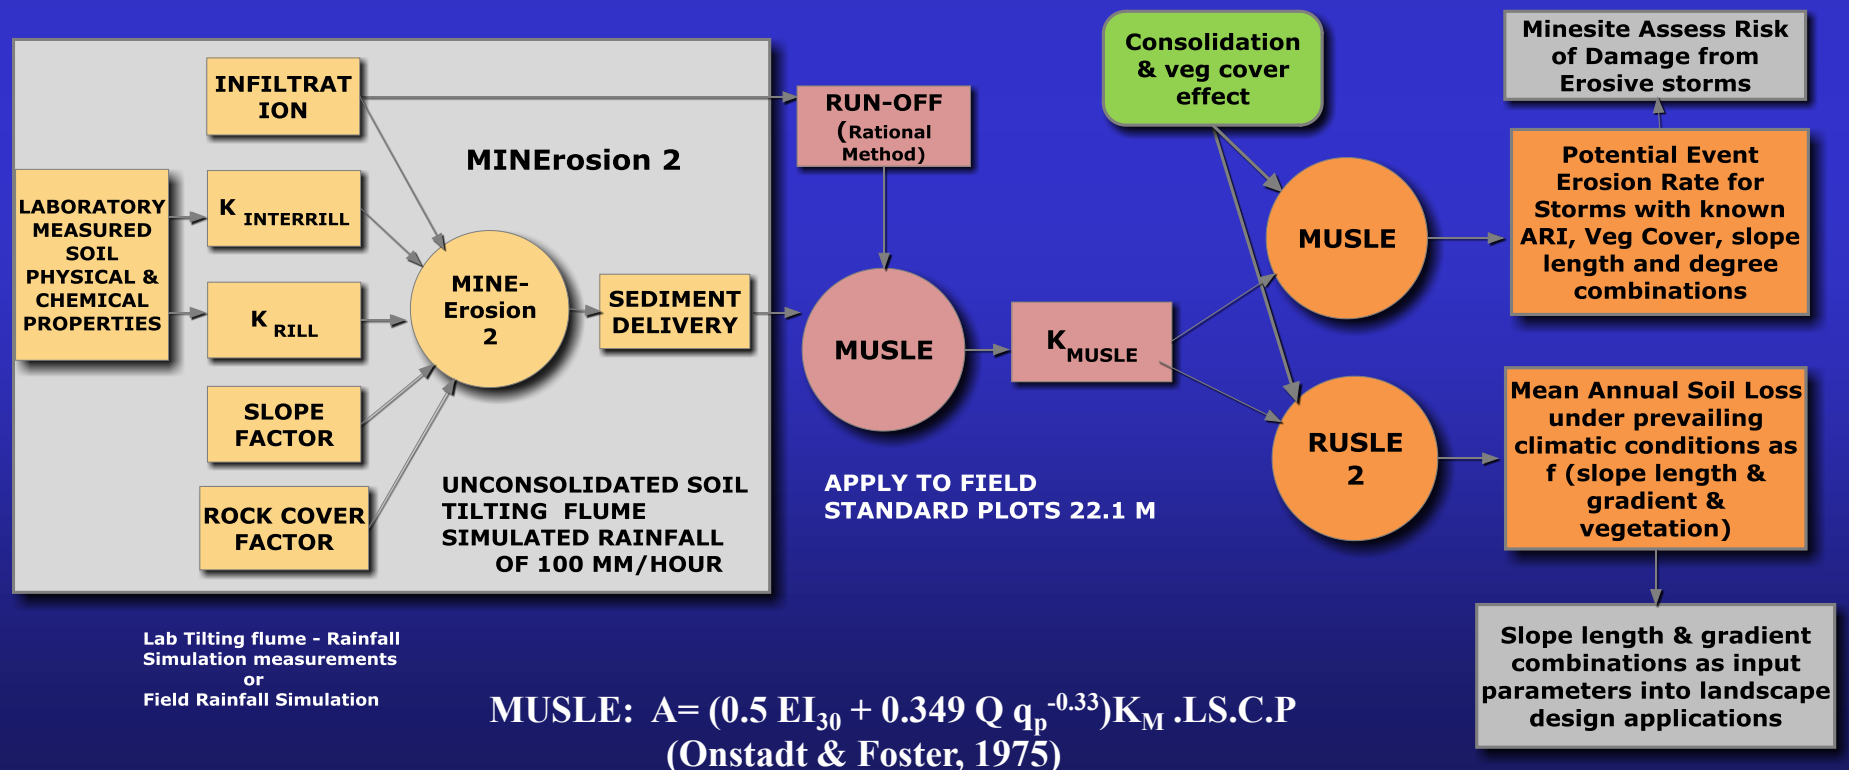 INFILTRAT
ION
MINErosion 2
LABORATORY
MEASURED
SOIL
PHYSICAL &
CHEMICAL
PROPERTIES
K INTERRILL
K RILL
SLOPE
FACTOR
ROCK COVER
FACTOR
MINE-
Erosion
2
SEDIMENT
DELIVERY
UNCONSOLIDATED SOIL
TILTING FLUME
SIMULATED RAINFALL
OF 100 MM/HOUR
RUN-OFF
(Rational
Method)
MUSLE
K MUSLE
APPLY TO FIELD
STANDARD PLOTS 22.1 M
Consolidation
& veg cover
effect
MUSLE
RUSLE
2
Minesite Assess Risk
of Damage from
Erosive storms
Potential Event
Erosion Rate for
Storms with known
ARI, Veg Cover, slope
length and degree
combinations
Mean Annual Soil Loss
under prevailing
climatic conditions as
f (slope length &
gradient &
vegetation)
Slope length & gradient
combinations as input
parameters into landscape
design applications
Lab Tilting flume - Rainfall
Simulation measurements
or
Field Rainfall Simulation
MUSLE: A= (0.5 EI30 + 0.349 Q qp-0.33)KM .LS.C.P
(Onstadt & Foster, 1975)